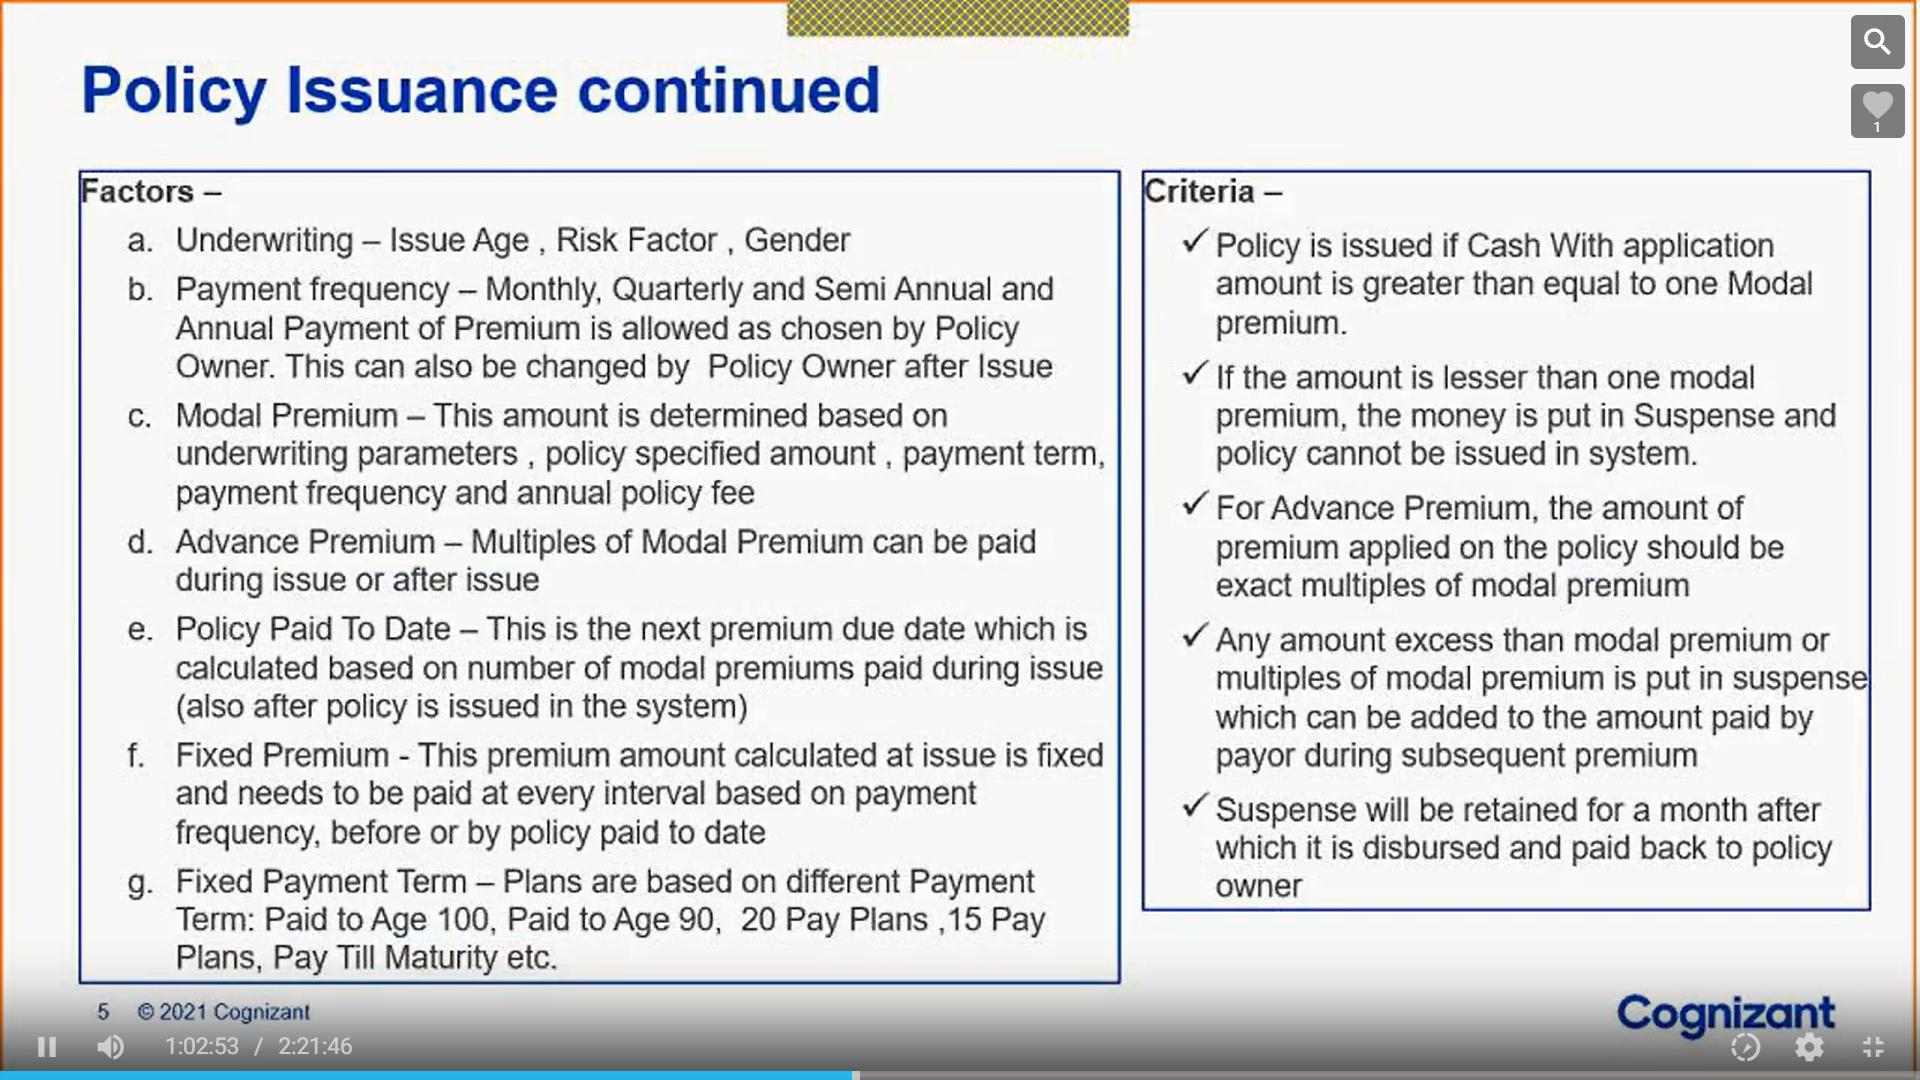 Policy Issuance continued
Factors –
a. Underwriting – Issue Age , Risk Factor , Gender
b. Payment frequency – Monthly, Quarterly and Semi Annual and
Annual Payment of Premium is allowed as chosen by Policy
Owner. This can also be changed by  Policy Owner after Issue
c. Modal Premium – This amount is determined based on
underwriting parameters , policy specified amount , payment term,
payment frequency and annual policy fee
d. Advance Premium – Multiples of Modal Premium can be paid
during issue or after issue
e. Policy Paid To Date – This is the next premium due date which is
calculated based on number of modal premiums paid during issue
(also after policy is issued in the system)
f. Fixed Premium - This premium amount calculated at issue is fixed
and needs to be paid at every interval based on payment
frequency, before or by policy paid to date
g. Fixed Payment Term – Plans are based on different Payment
Term: Paid to Age 100, Paid to Age 90,  20 Pay Plans ,15 Pay
Plans, Pay Till Maturity etc.
Criteria –
✓ Policy is issued if Cash With application
amount is greater than equal to one Modal
premium.
✓ If the amount is lesser than one modal
premium, the money is put in Suspense and
policy cannot be issued in system.
✓ For Advance Premium, the amount of
premium applied on the policy should be
exact multiples of modal premium
✓ Any amount excess than modal premium or
multiples of modal premium is put in suspense
which can be added to the amount paid by
payor during subsequent premium
✓ Suspense will be retained for a month after
which it is disbursed and paid back to policy
owner
1
5 © 2021 Cognizant
Cognizant
1:02:53 / 2:21:46